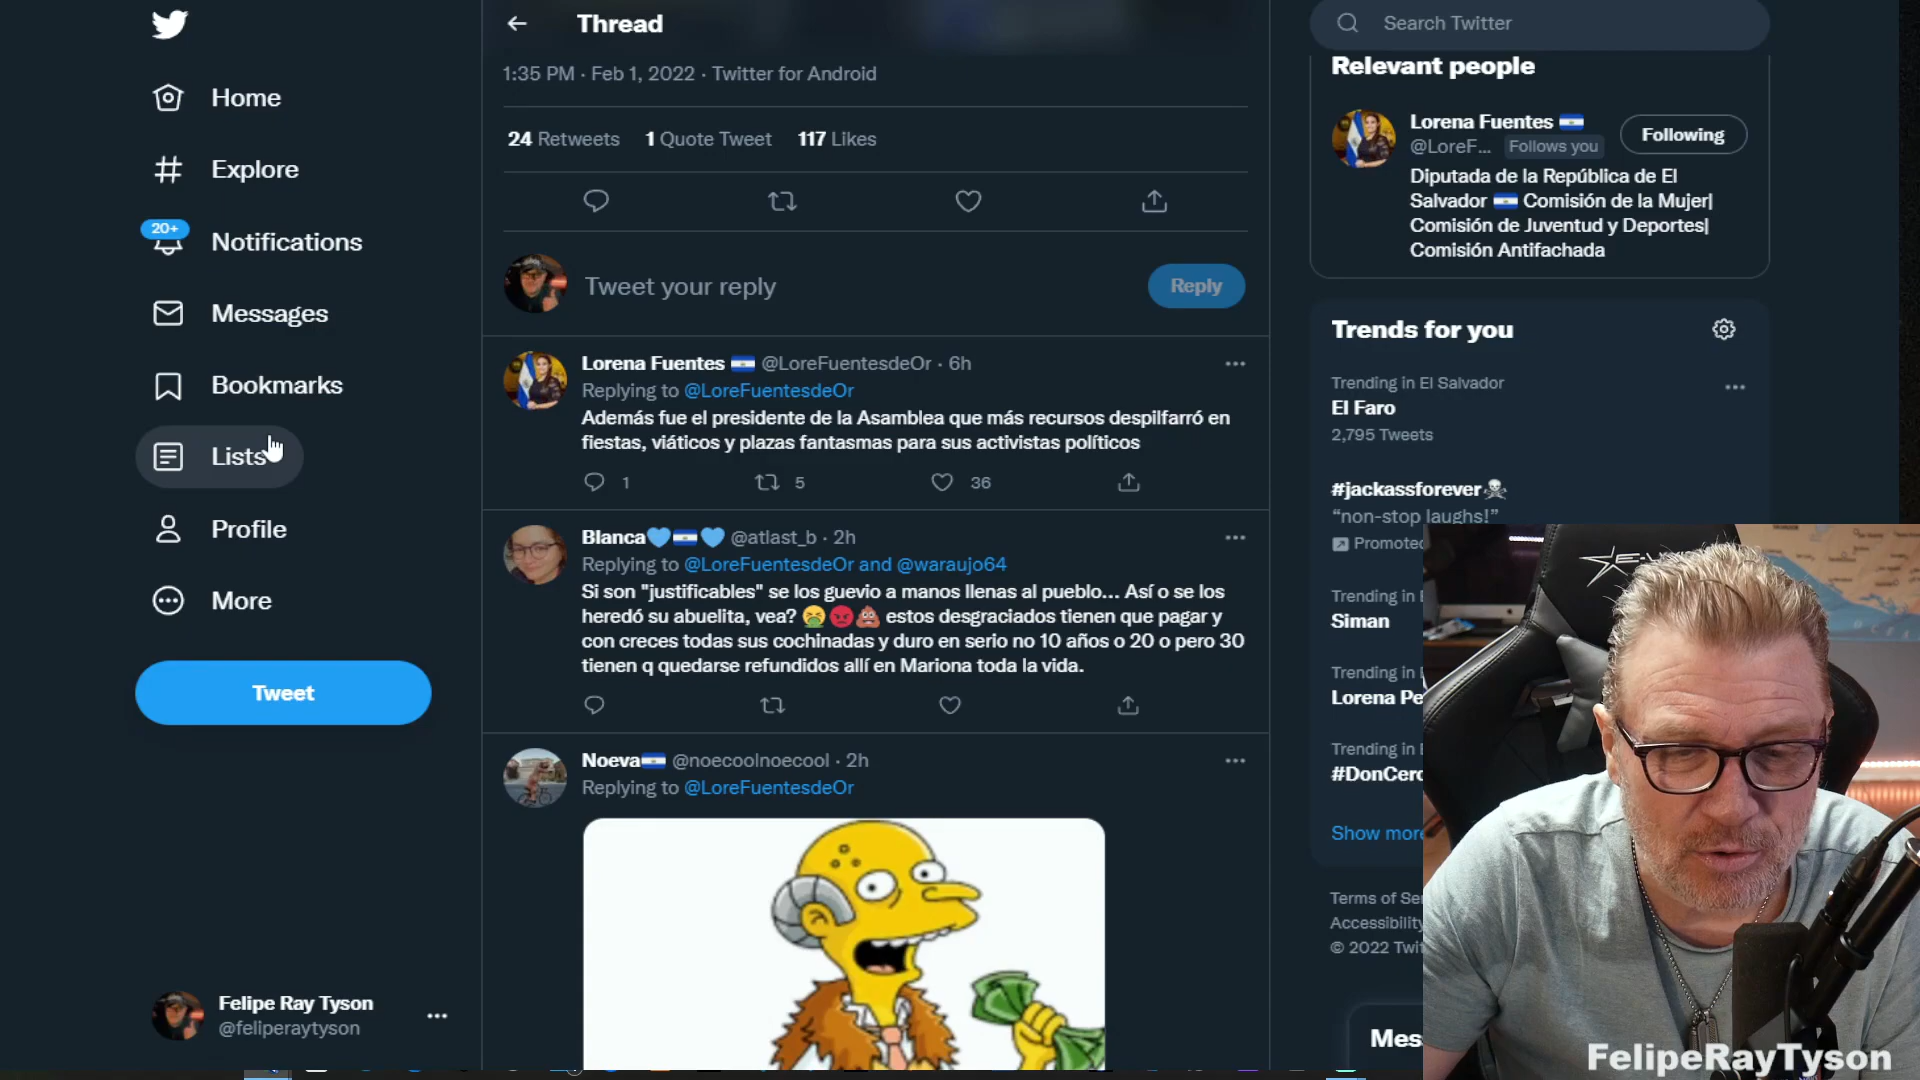 Home
Explore
20+
Notifications
Messages
Bookmarks
Lists
Profile
More
Tweet
Felipe Ray Tyson
@feliperaytyson
Thread
1:35 PM · Feb 1, 2022 · Twitter for Android
24 Retweets 1 Quote Tweet 117 Likes
Tweet your reply
Reply
Lorena Fuentes @LoreFuentesdeOr · 6h
Replying to @LoreFuentesdeOr
Además fue el presidente de la Asamblea que más recursos despilfarró en
fiestas, viáticos y plazas fantasmas para sus activistas políticos
1 5 36
Blanca @atlast_b · 2h
Replying to @LoreFuentesdeOr and @waraujo64
Si son "justificables" se los guevio a manos llenas al pueblo... Así o se los
heredó su abuelita, vea? 🤮😡💩 estos desgraciados tienen que pagar y
con creces todas sus cochinadas y duro en serio no 10 años o 20 o pero 30
tienen q quedarse refundidos allí en Mariona toda la vida.
Noeva @noecoolnoecool · 2h
Replying to @LoreFuentesdeOr
Search Twitter
Relevant people
Lorena Fuentes
@LoreF... Follows you
Following
Diputada de la República de El
Salvador Comisión de la Mujer|
Comisión de Juventud y Deportes|
Comisión Antifachada
Trends for you
Trending in El Salvador
El Faro
2,795 Tweets
#jackassforever
“non-stop laughs!”
Promoted
Trending in
Siman
Trending in
Lorena
Trending in
Show more
Terms of
Accessibility
© 2022
FelipeRayTyson